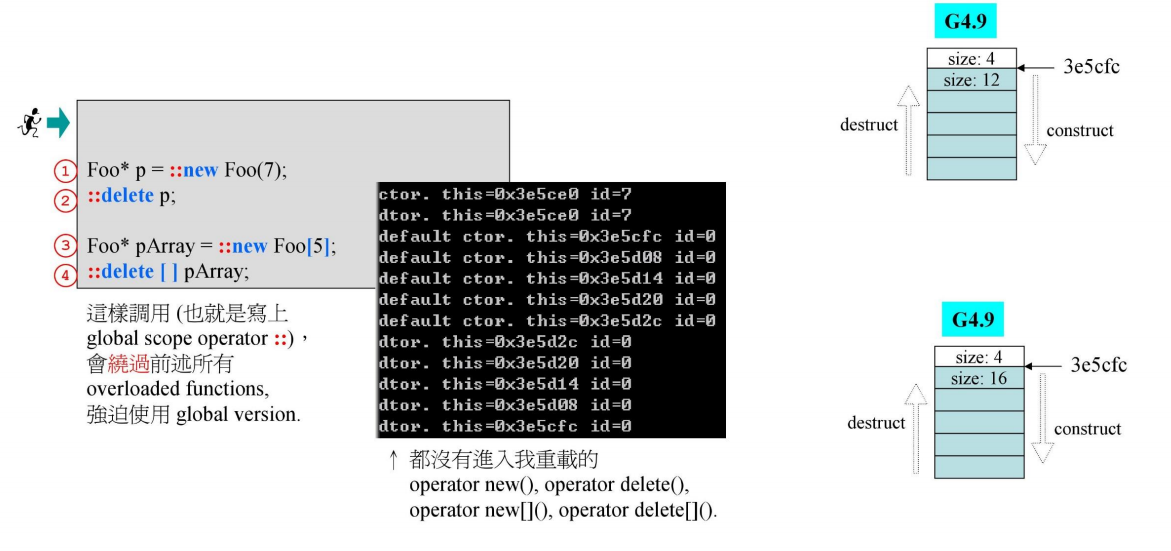 ① Foo* p = ::new Foo(7);
② ::delete p;
③ Foo* pArray = ::new Foo[5];
④ ::delete [ ] pArray;
這樣調用 (也就是寫上
global scope operator ::)，
會繞過前述所有
overloaded functions,
強迫使用 global version.
ctor. this=0x3e5ce0 id=7
dtor. this=0x3e5ce0 id=7
default ctor. this=0x3e5cfc id=0
default ctor. this=0x3e5d08 id=0
default ctor. this=0x3e5d14 id=0
default ctor. this=0x3e5d20 id=0
default ctor. this=0x3e5d2c id=0
dtor. this=0x3e5d2c id=0
dtor. this=0x3e5d20 id=0
dtor. this=0x3e5d14 id=0
dtor. this=0x3e5d08 id=0
dtor. this=0x3e5cfc id=0
↑ 都沒有進入我重載的
operator new(), operator delete(),
operator new[](), operator delete[]().
G4.9
size: 4
3e5cfc
size: 12
destruct
construct
G4.9
size: 4
3e5cfc
size: 16
destruct
construct